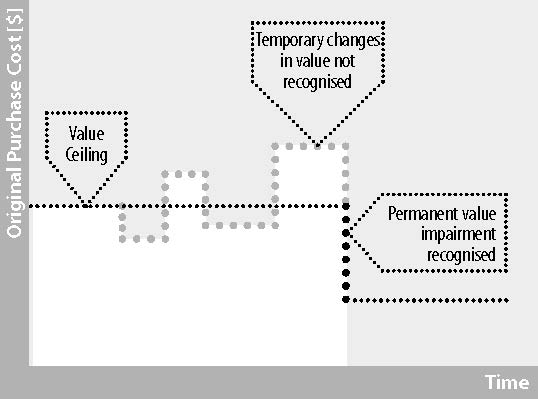 Original Purchase Cost [$]
Temporary changes
in value not
recognised
Value
Ceiling
Permanent value
impairment
recognised
Time